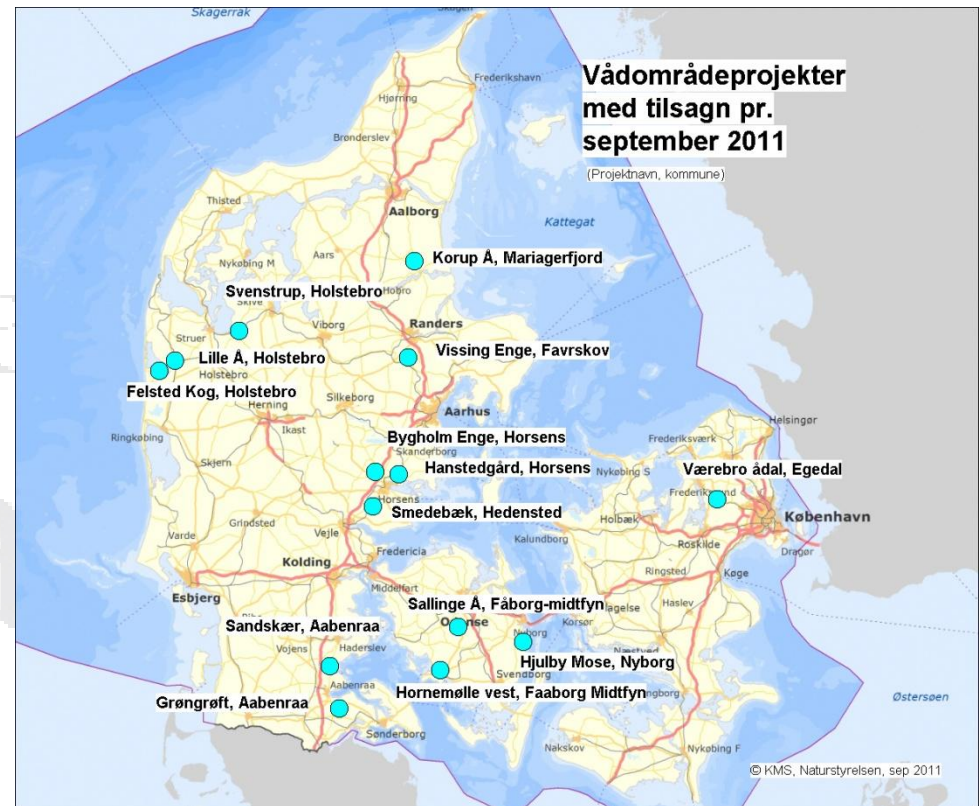 Skagerrak
Skagen
Vådområdeprojekter
med tilsagn pr.
september 2011
(Projektnavn, kommune)
Frederikshavn
Hjørring
Brønderslev
Thisted
Aalborg
Kattegat
Nykøbing M
Aars
Korup Å, Mariagerfjord
Svenstrup, Holstebro
Hobro
Skive
Struer
Viborg
Randers
Lille Å, Holstebro
Vissing Enge, Favrskov
Holstebro
Felsted Kog, Holstebro
Herning
Silkeborg
Aarhus
Ikast
Ringkøbing
Bygholm Enge, Horsens
Skanderborg
Helsingør
Frederiksværk
Skjern
Hanstedgård, Horsens
Nykøbing S
Værebro ådal, Egedal
Horsens
Smedebæk, Hedensted
Grindsted
Vejle
Holbæk
København
Varde
Kalundborg
Roskilde
Dragør
Fredericia
Kolding
Ringsted
Køge
Middelfart
Esbjerg
Sallinge Å, Fåborg-midtfyn
Haslev
Korsør
Sandskær, Aabenraa
Nyborg
Vojens
Haderslev
Næstved
Hjulby Mose, Nyborg
Svendborg
Aabenraa
Hornemølle vest, Faaborg Midtfyn
Grøngrøft, Aabenraa
Østersøen
Sønderborg
Nakskov
Nykøbing F
© KMS, Naturstyrelsen, sep 2011